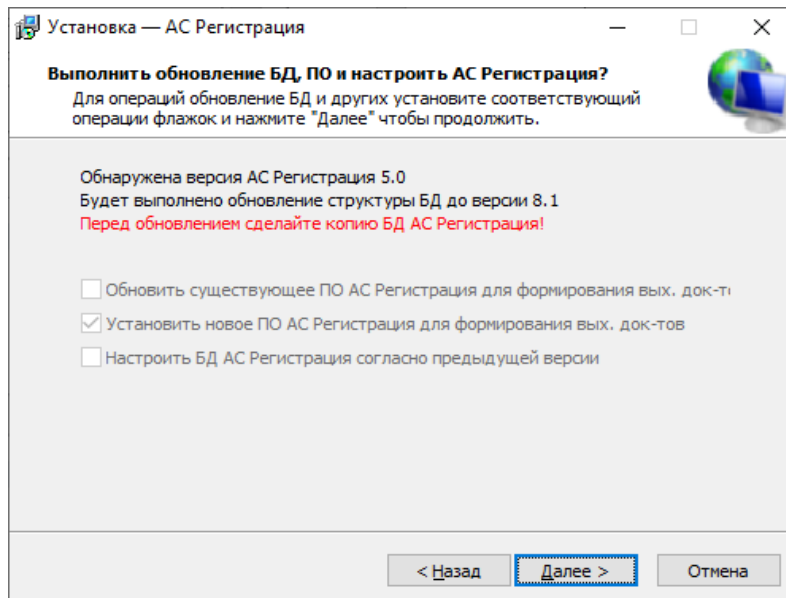 Установка — АС Регистрация
Выполнить обновление БД, ПО и настроить АС Регистрация?
Для операций обновление БД и других установите соответствующий
операции флажок и нажмите "Далее" чтобы продолжить.
Обнаружена версия АС Регистрация 5.0
Будет выполнено обновление структуры БД до версии 8.1
Перед обновлением сделайте копию БД АС Регистрация!
Обновить существующее ПО АС Регистрация для формирования вых. док-т
Установить новое ПО АС Регистрация для формирования вых. док-тов
Настроить БД АС Регистрация согласно предыдущей версии
< Назад
Далее >
Отмена